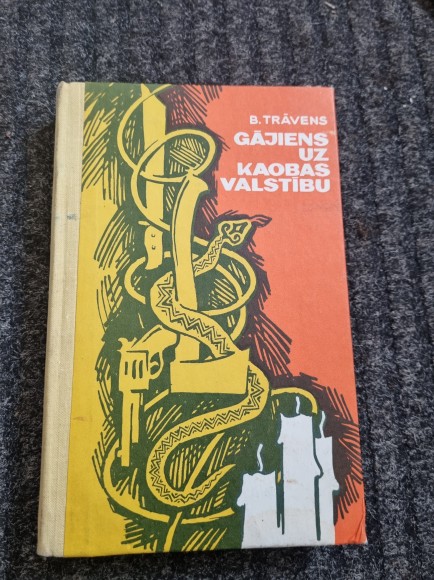 B. TRĀVENS
GĀJIENS
UZ
KAOBAS
VALSTĪBU